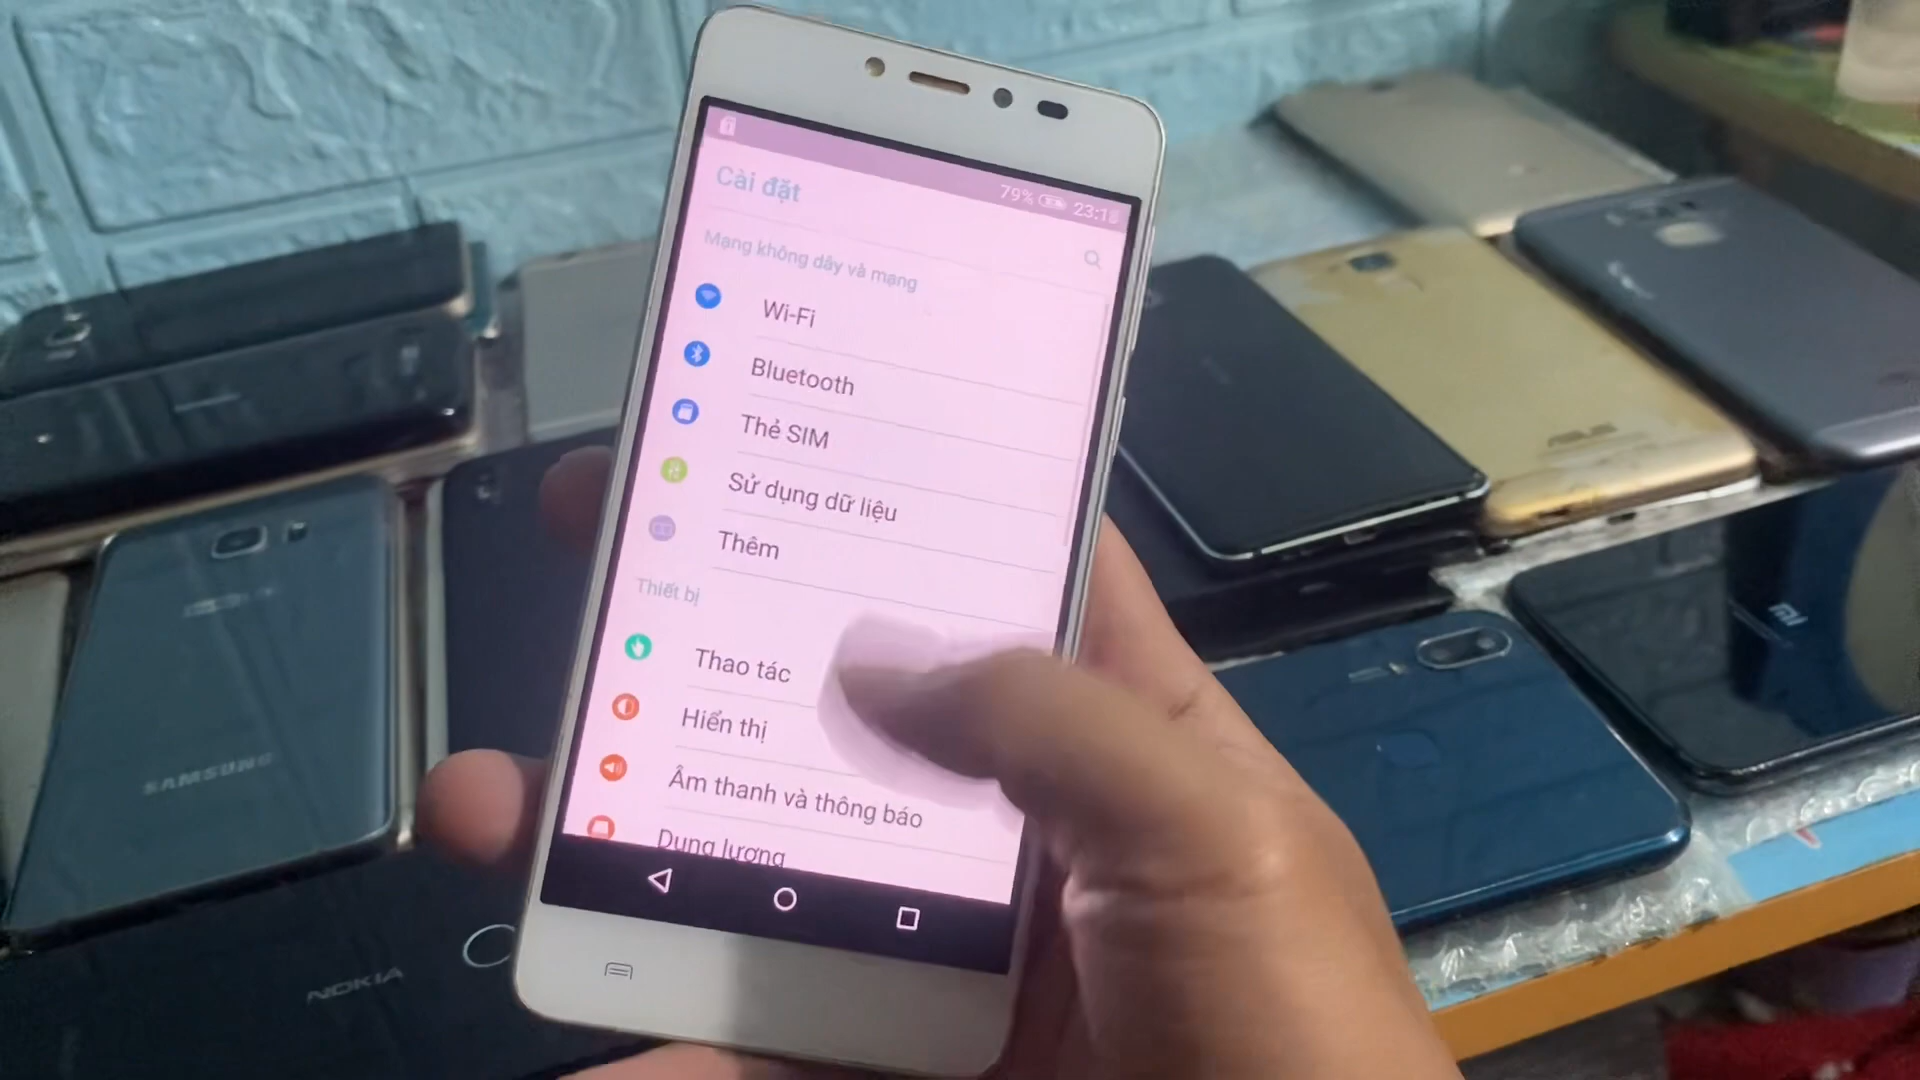 79% 23:1
Cài đặt
Mạng không dây và mạng
Wi-Fi
Bluetooth
Thẻ SIM
Sử dụng dữ liệu
Thêm
Thiết bị
Thao tác
Hiển thị
Âm thanh và thông báo
Dung lượng
SAMSUNG
NOKIA
ASUS
mi